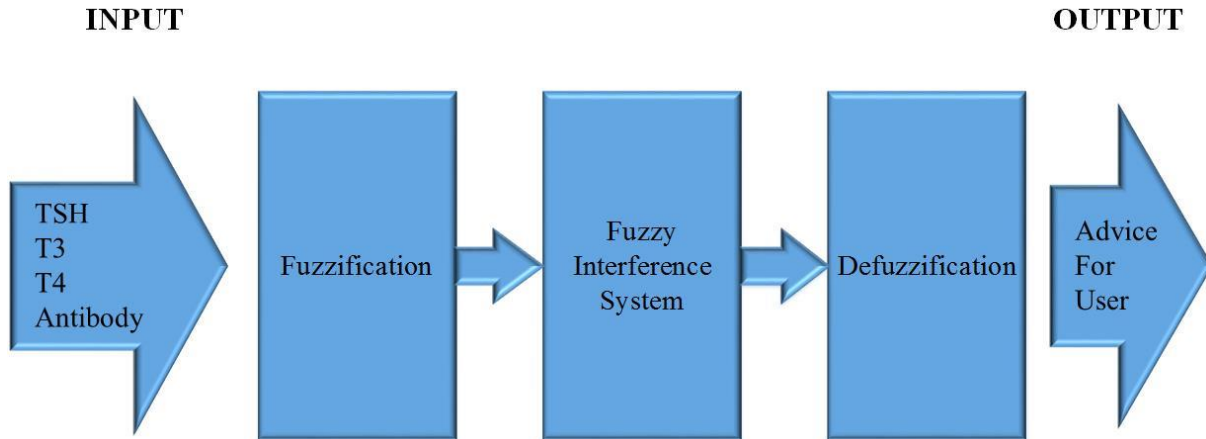 INPUT
OUTPUT
TSH
T3
T4
Antibody
Fuzzification
Fuzzy
Interference
System
Defuzzification
Advice
For
User